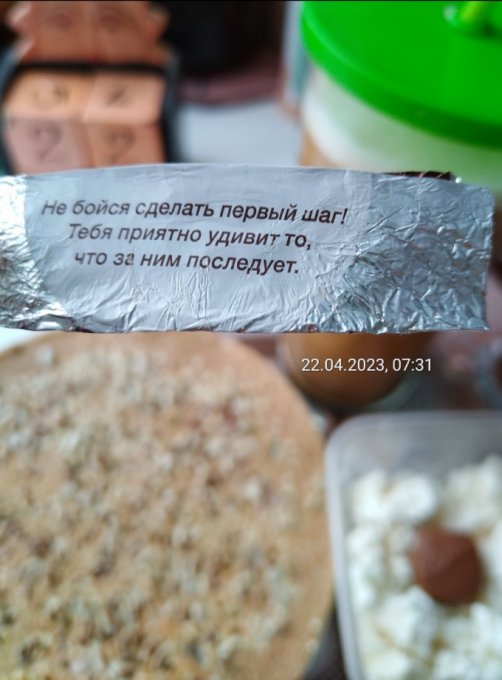 Не бойся сделать первый шаг!
Тебя приятно удивит то,
что за ним последует.
22.04.2023, 07:31